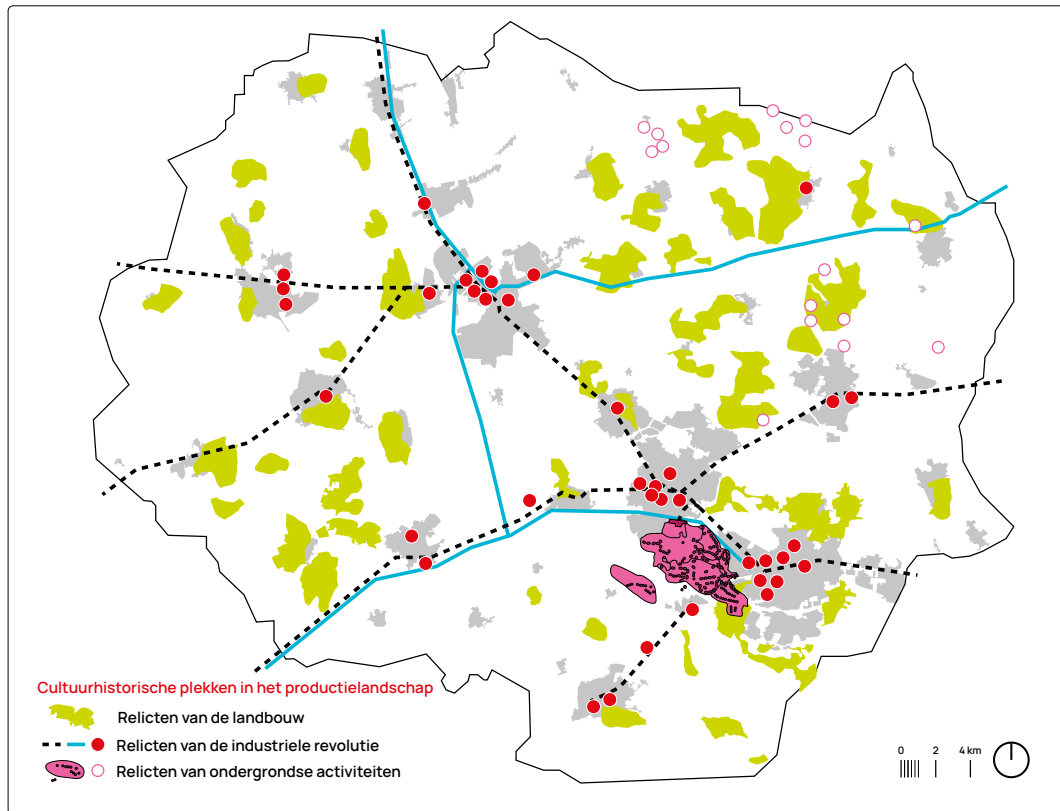 Cultuurhistorische plekken in het productielandschap
Relicten van de landbouw
Relicten van de industriele revolutie
Relicten van ondergrondse activiteiten
0 2 4 km